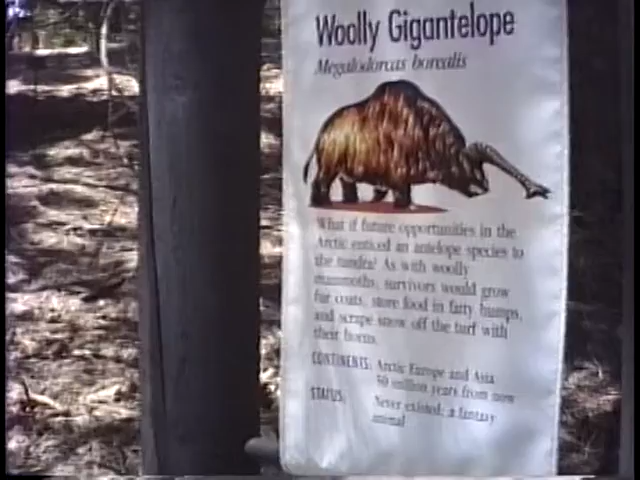 Woolly Gigantelope
Megalodorcas borealis
What if future opportunities in the
Arctic enticed an antelope species to
the tundra? As with woolly
mammoths, survivors would grow
fur coats, store food in fatty humps,
and scrape snow off the turf with
their horns.
CONTINENTS: Arctic Europe and Asia
50 million years from now
STATUS: Never existed; a fantasy
animal